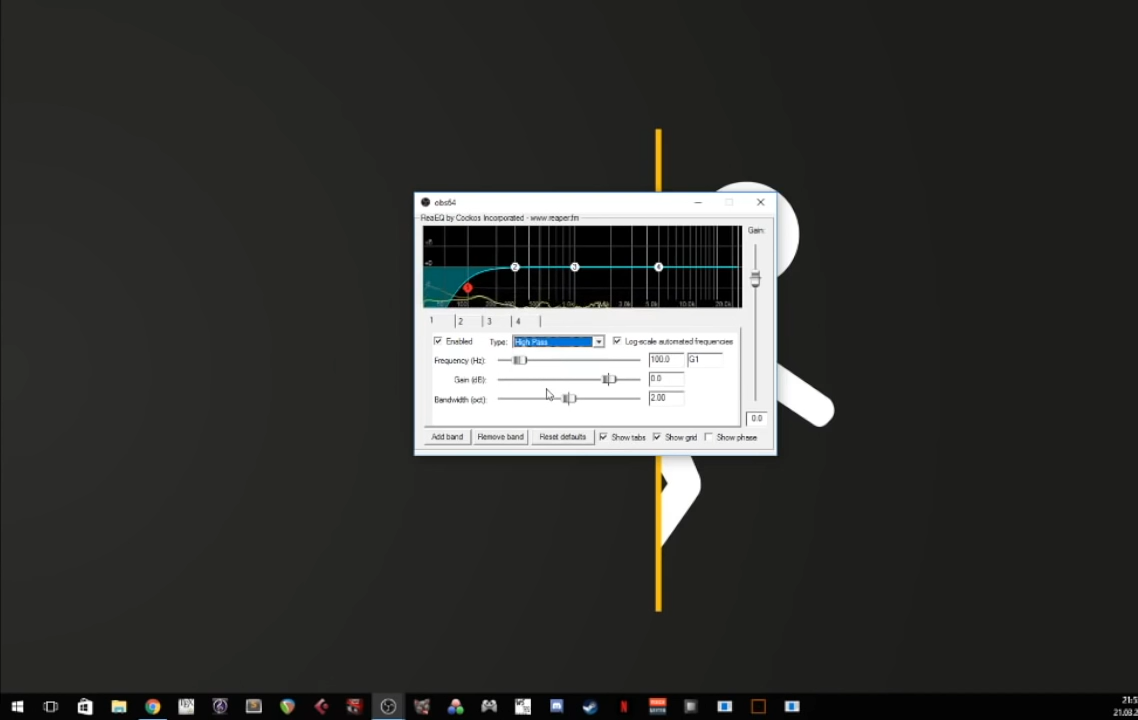 obs64
ReaEQ by Cockos Incorporated - www.reaper.fm
Gain:
1 2 3 4
Enabled Type: High Pass Log-scale automated frequencies
Frequency (Hz): 100.0 G1
Gain (dB): 0.0
Bandwidth (oct): 2.00
0.0
Add band Remove band Reset defaults Show tabs Show grid Show phase